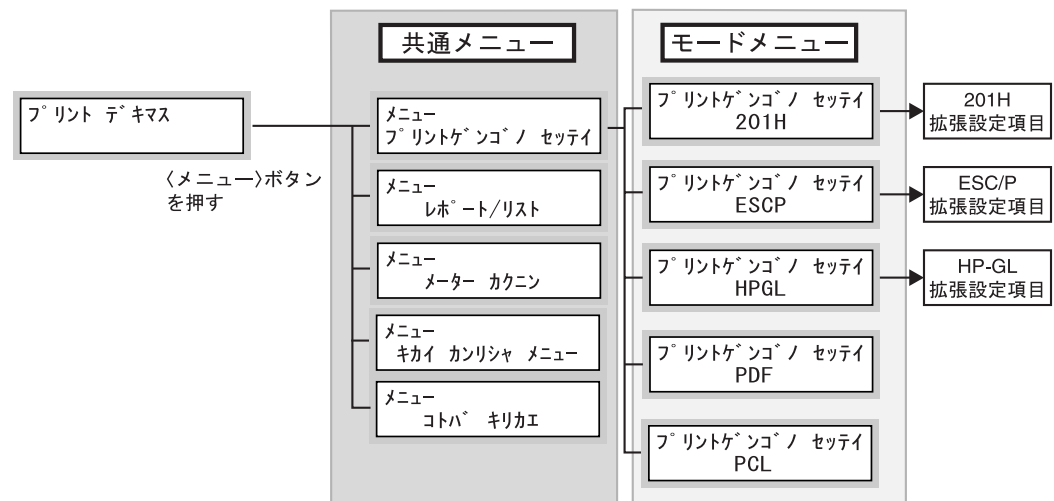 共通メニュー
モードメニュー
プリント デキマス
〈メニュー〉ボタン
を押す
メニュー
プリントゲンゴノ セッテイ
メニュー
レポート/リスト
メニュー
メーター カクニン
メニュー
キカイ カンリシャ メニュー
メニュー
コトバ キリカエ
プリントゲンゴノ セッテイ
201H
プリントゲンゴノ セッテイ
ESCP
プリントゲンゴノ セッテイ
HPGL
プリントゲンゴノ セッテイ
PDF
プリントゲンゴノ セッテイ
PCL
201H
拡張設定項目
ESC/P
拡張設定項目
HP-GL
拡張設定項目